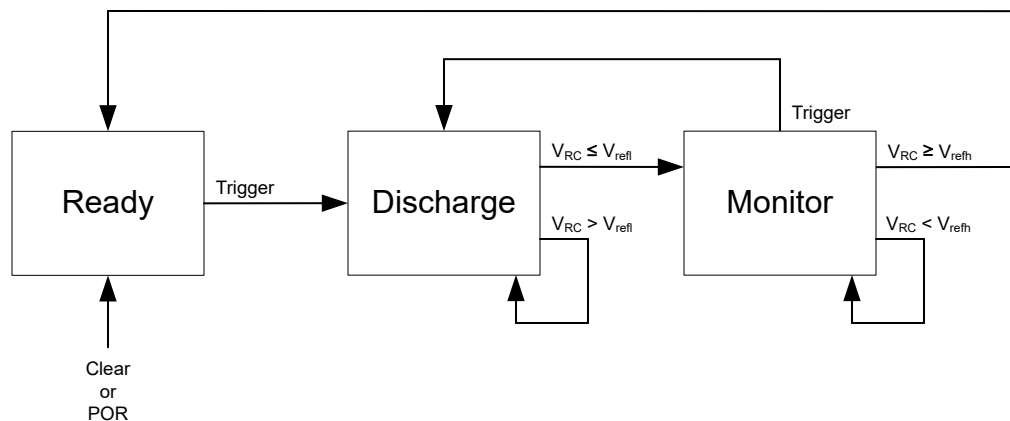 Trigger
V_RC ≤ V_refl
V_RC ≥ V_refh
Ready
Trigger
Discharge
Monitor
V_RC > V_refl
V_RC < V_refh
Clear
or
POR